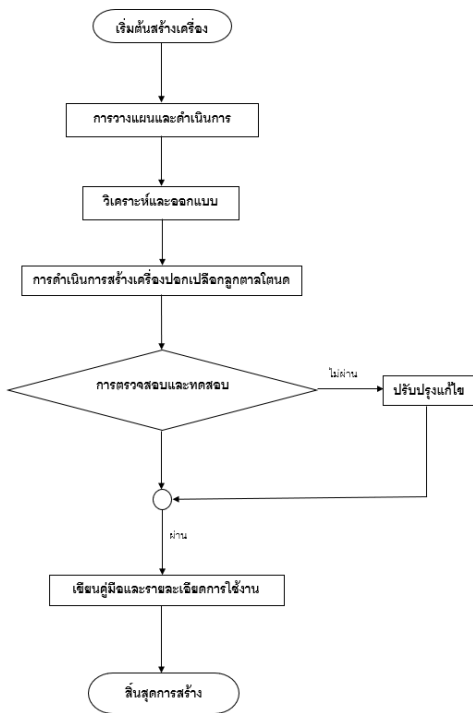 เริ่มต้นสร้างเครื่อง
การวางแผนและดำเนินการ
วิเคราะห์และออกแบบ
การดำเนินการสร้างเครื่องปอกเปลือกลูกตาลโตนด
การตรวจสอบและทดสอบ
ไม่ผ่าน
ปรับปรุงแก้ไข
ผ่าน
เขียนคู่มือและรายละเอียดการใช้งาน
สิ้นสุดการสร้าง